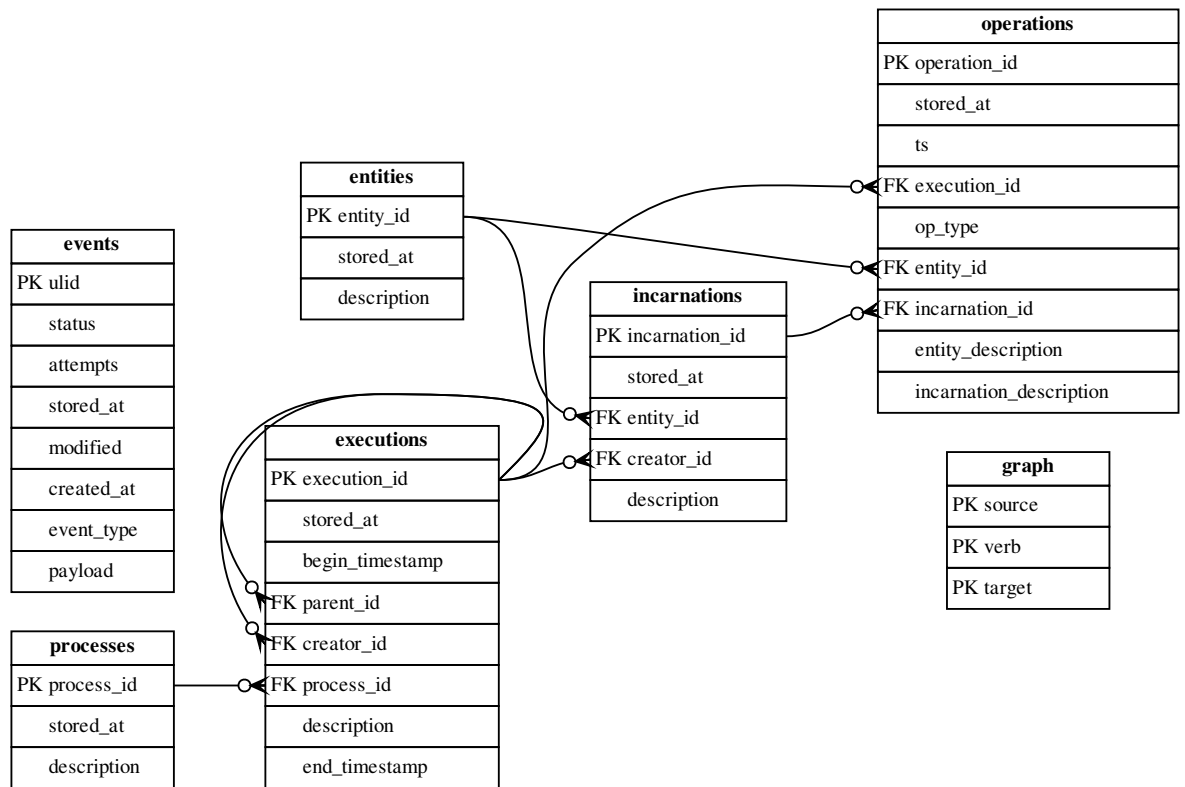 operations
PK operation_id
stored_at
ts
FK execution_id
op_type
FK entity_id
FK incarnation_id
entity_description
incarnation_description
entities
PK entity_id
stored_at
description
events
PK ulid
status
attempts
stored_at
modified
created_at
event_type
payload
incarnations
PK incarnation_id
stored_at
FK entity_id
FK creator_id
description
executions
PK execution_id
stored_at
begin_timestamp
FK parent_id
FK creator_id
FK process_id
description
end_timestamp
graph
PK source
PK verb
PK target
processes
PK process_id
stored_at
description